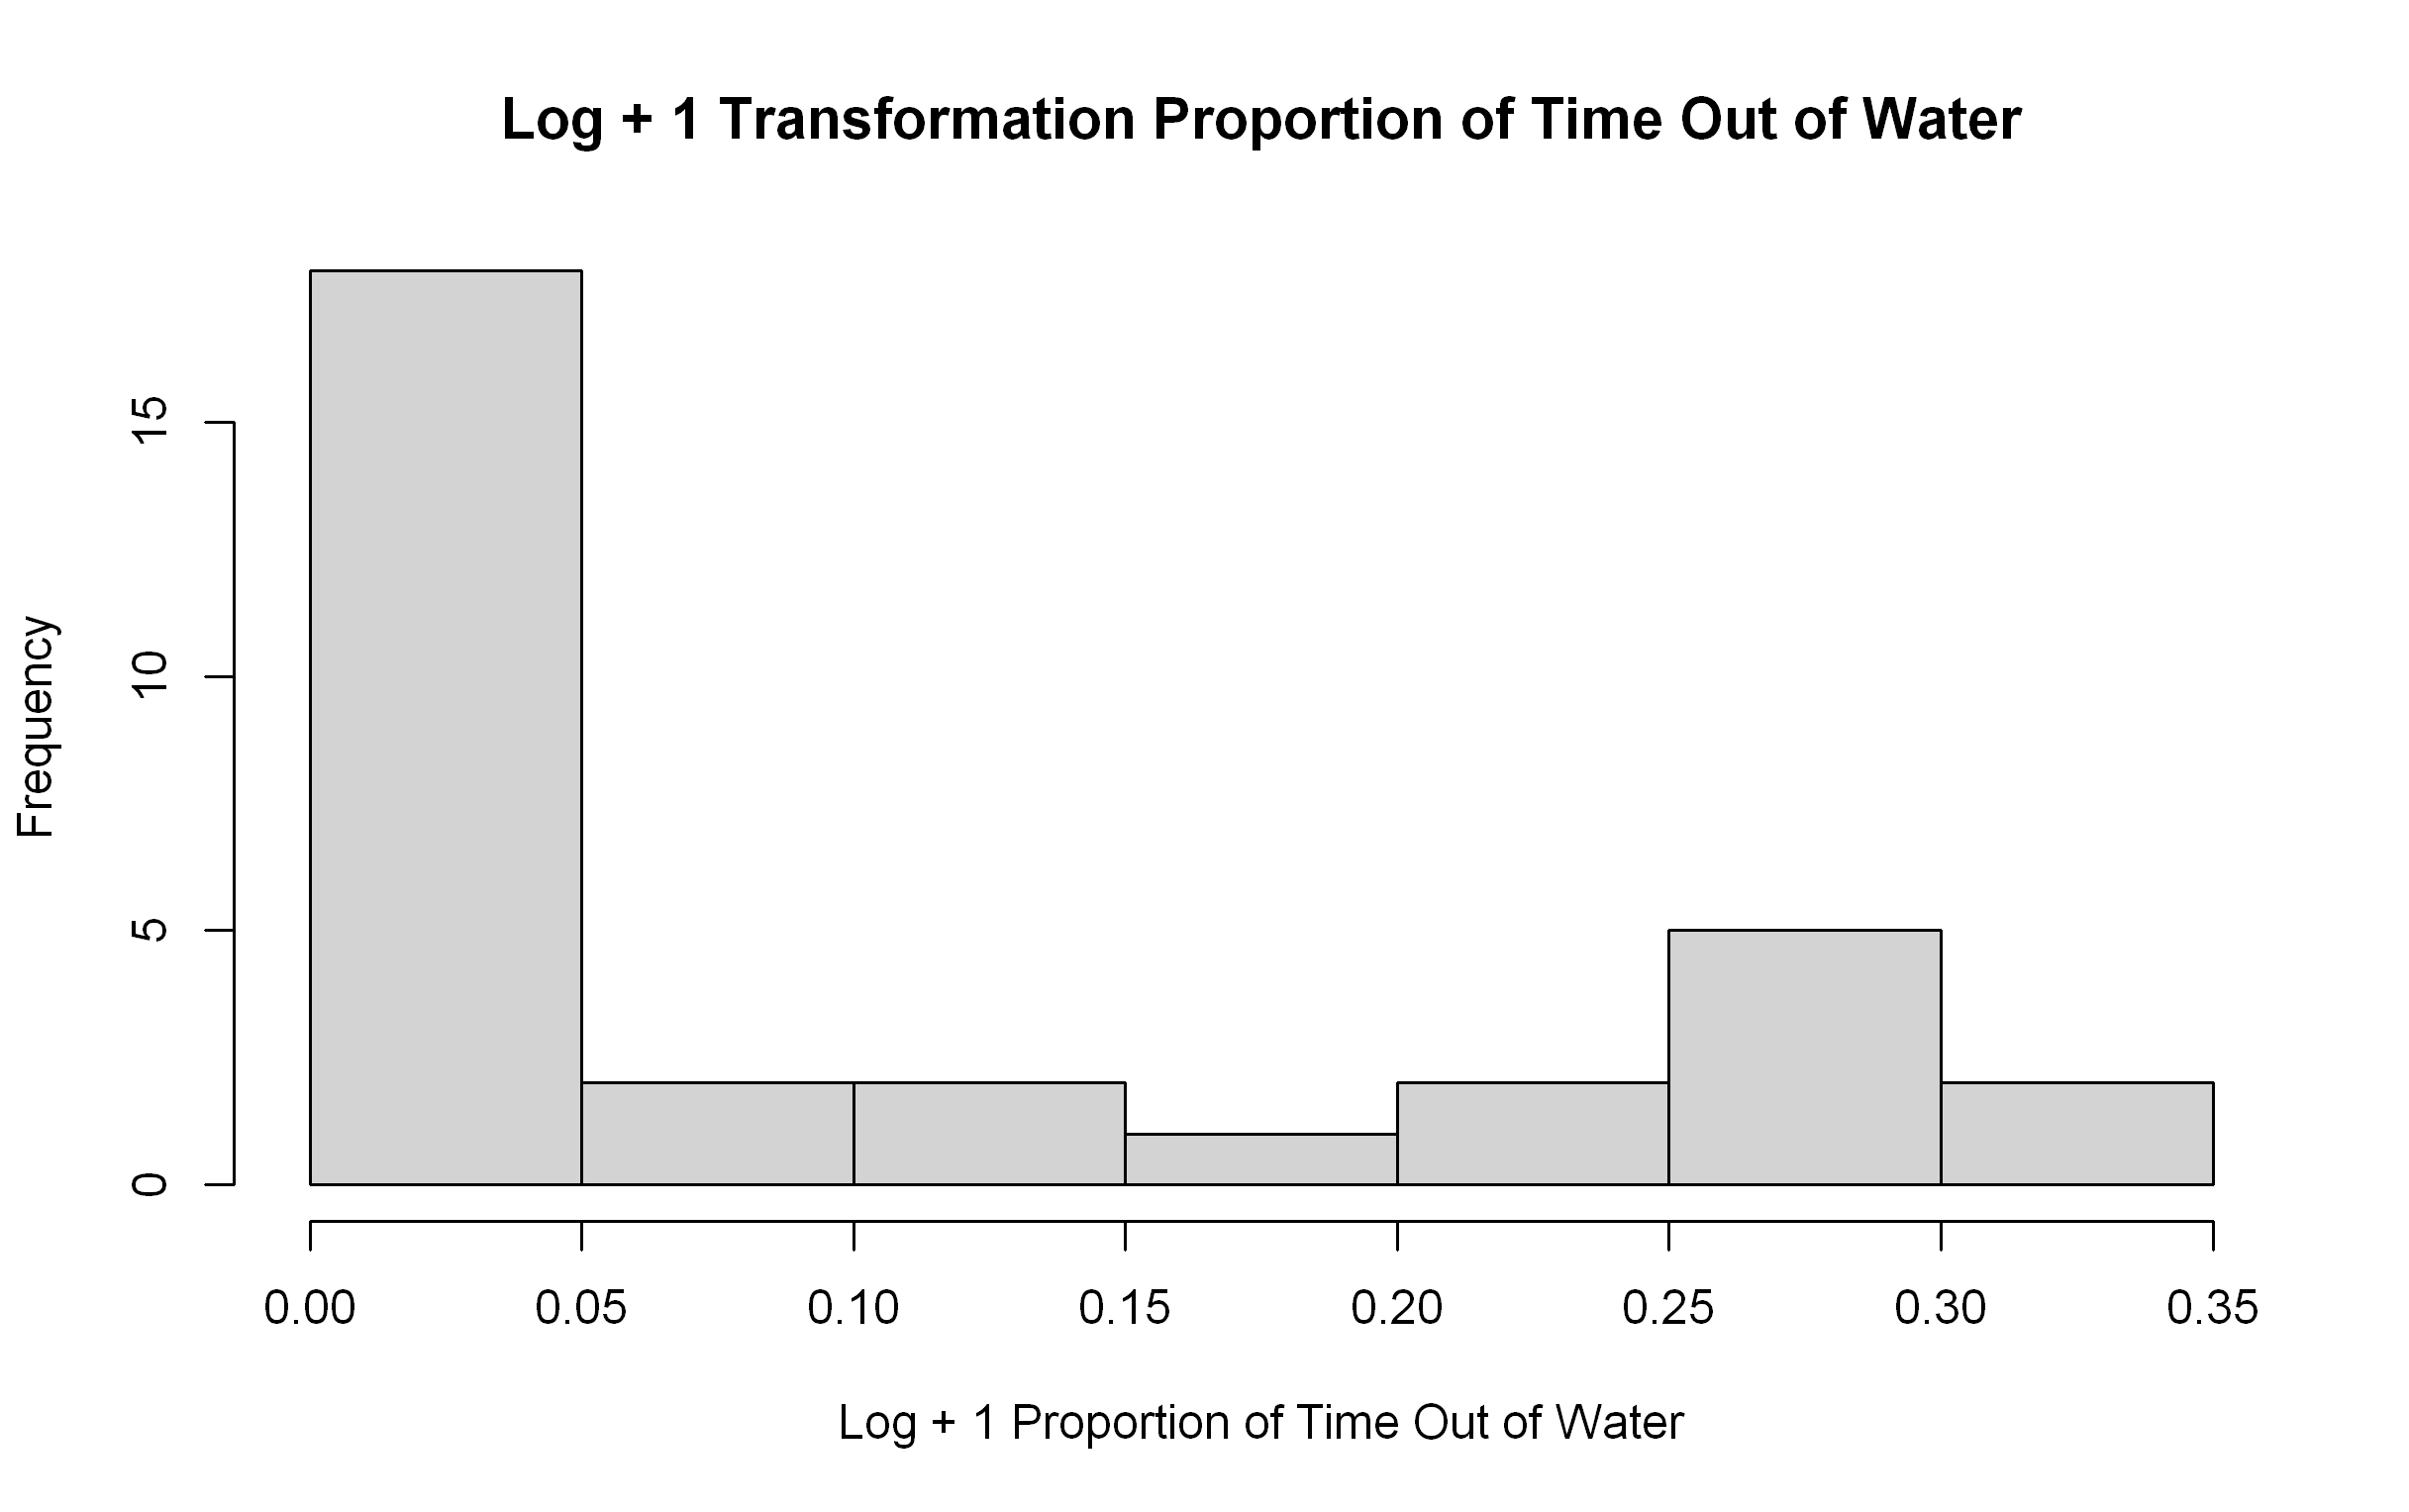 Log + 1 Transformation Proportion of Time Out of Water
Frequency
15
10
5
0
0.00 0.05 0.10 0.15 0.20 0.25 0.30 0.35
Log + 1 Proportion of Time Out of Water